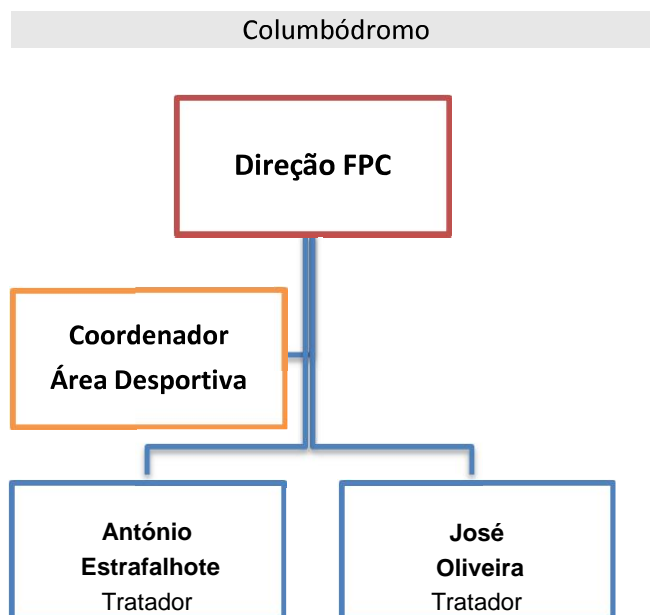 Columbódromo
Direção FPC
Coordenador
Área Desportiva
António
Estrafalhote
Tratador
José
Oliveira
Tratador